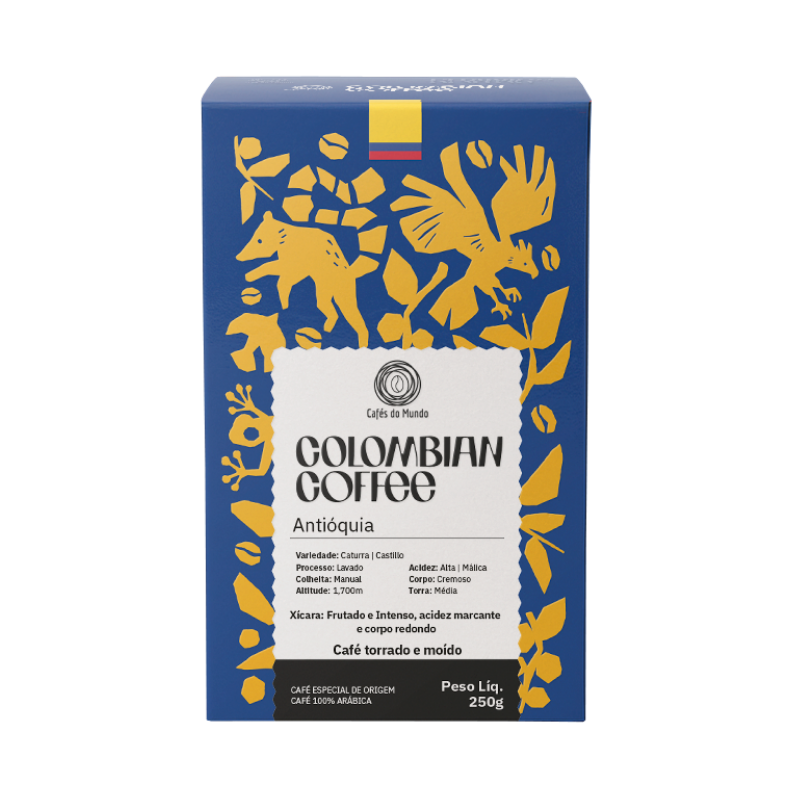 Cafés do Mundo
COLOMBIAN
COFFEE
Antióquia
Variedade: Caturra | Castillo
Processo: Lavado Acidez: Alta | Málica
Colheita: Manual Corpo: Cremoso
Altitude: 1,700m Torra: Média
Xícara: Frutado e Intenso, acidez marcante
e corpo redondo
Café torrado e moído
CAFÉ ESPECIAL DE ORIGEM
CAFÉ 100% ARÁBICA
Peso Líq.
250g